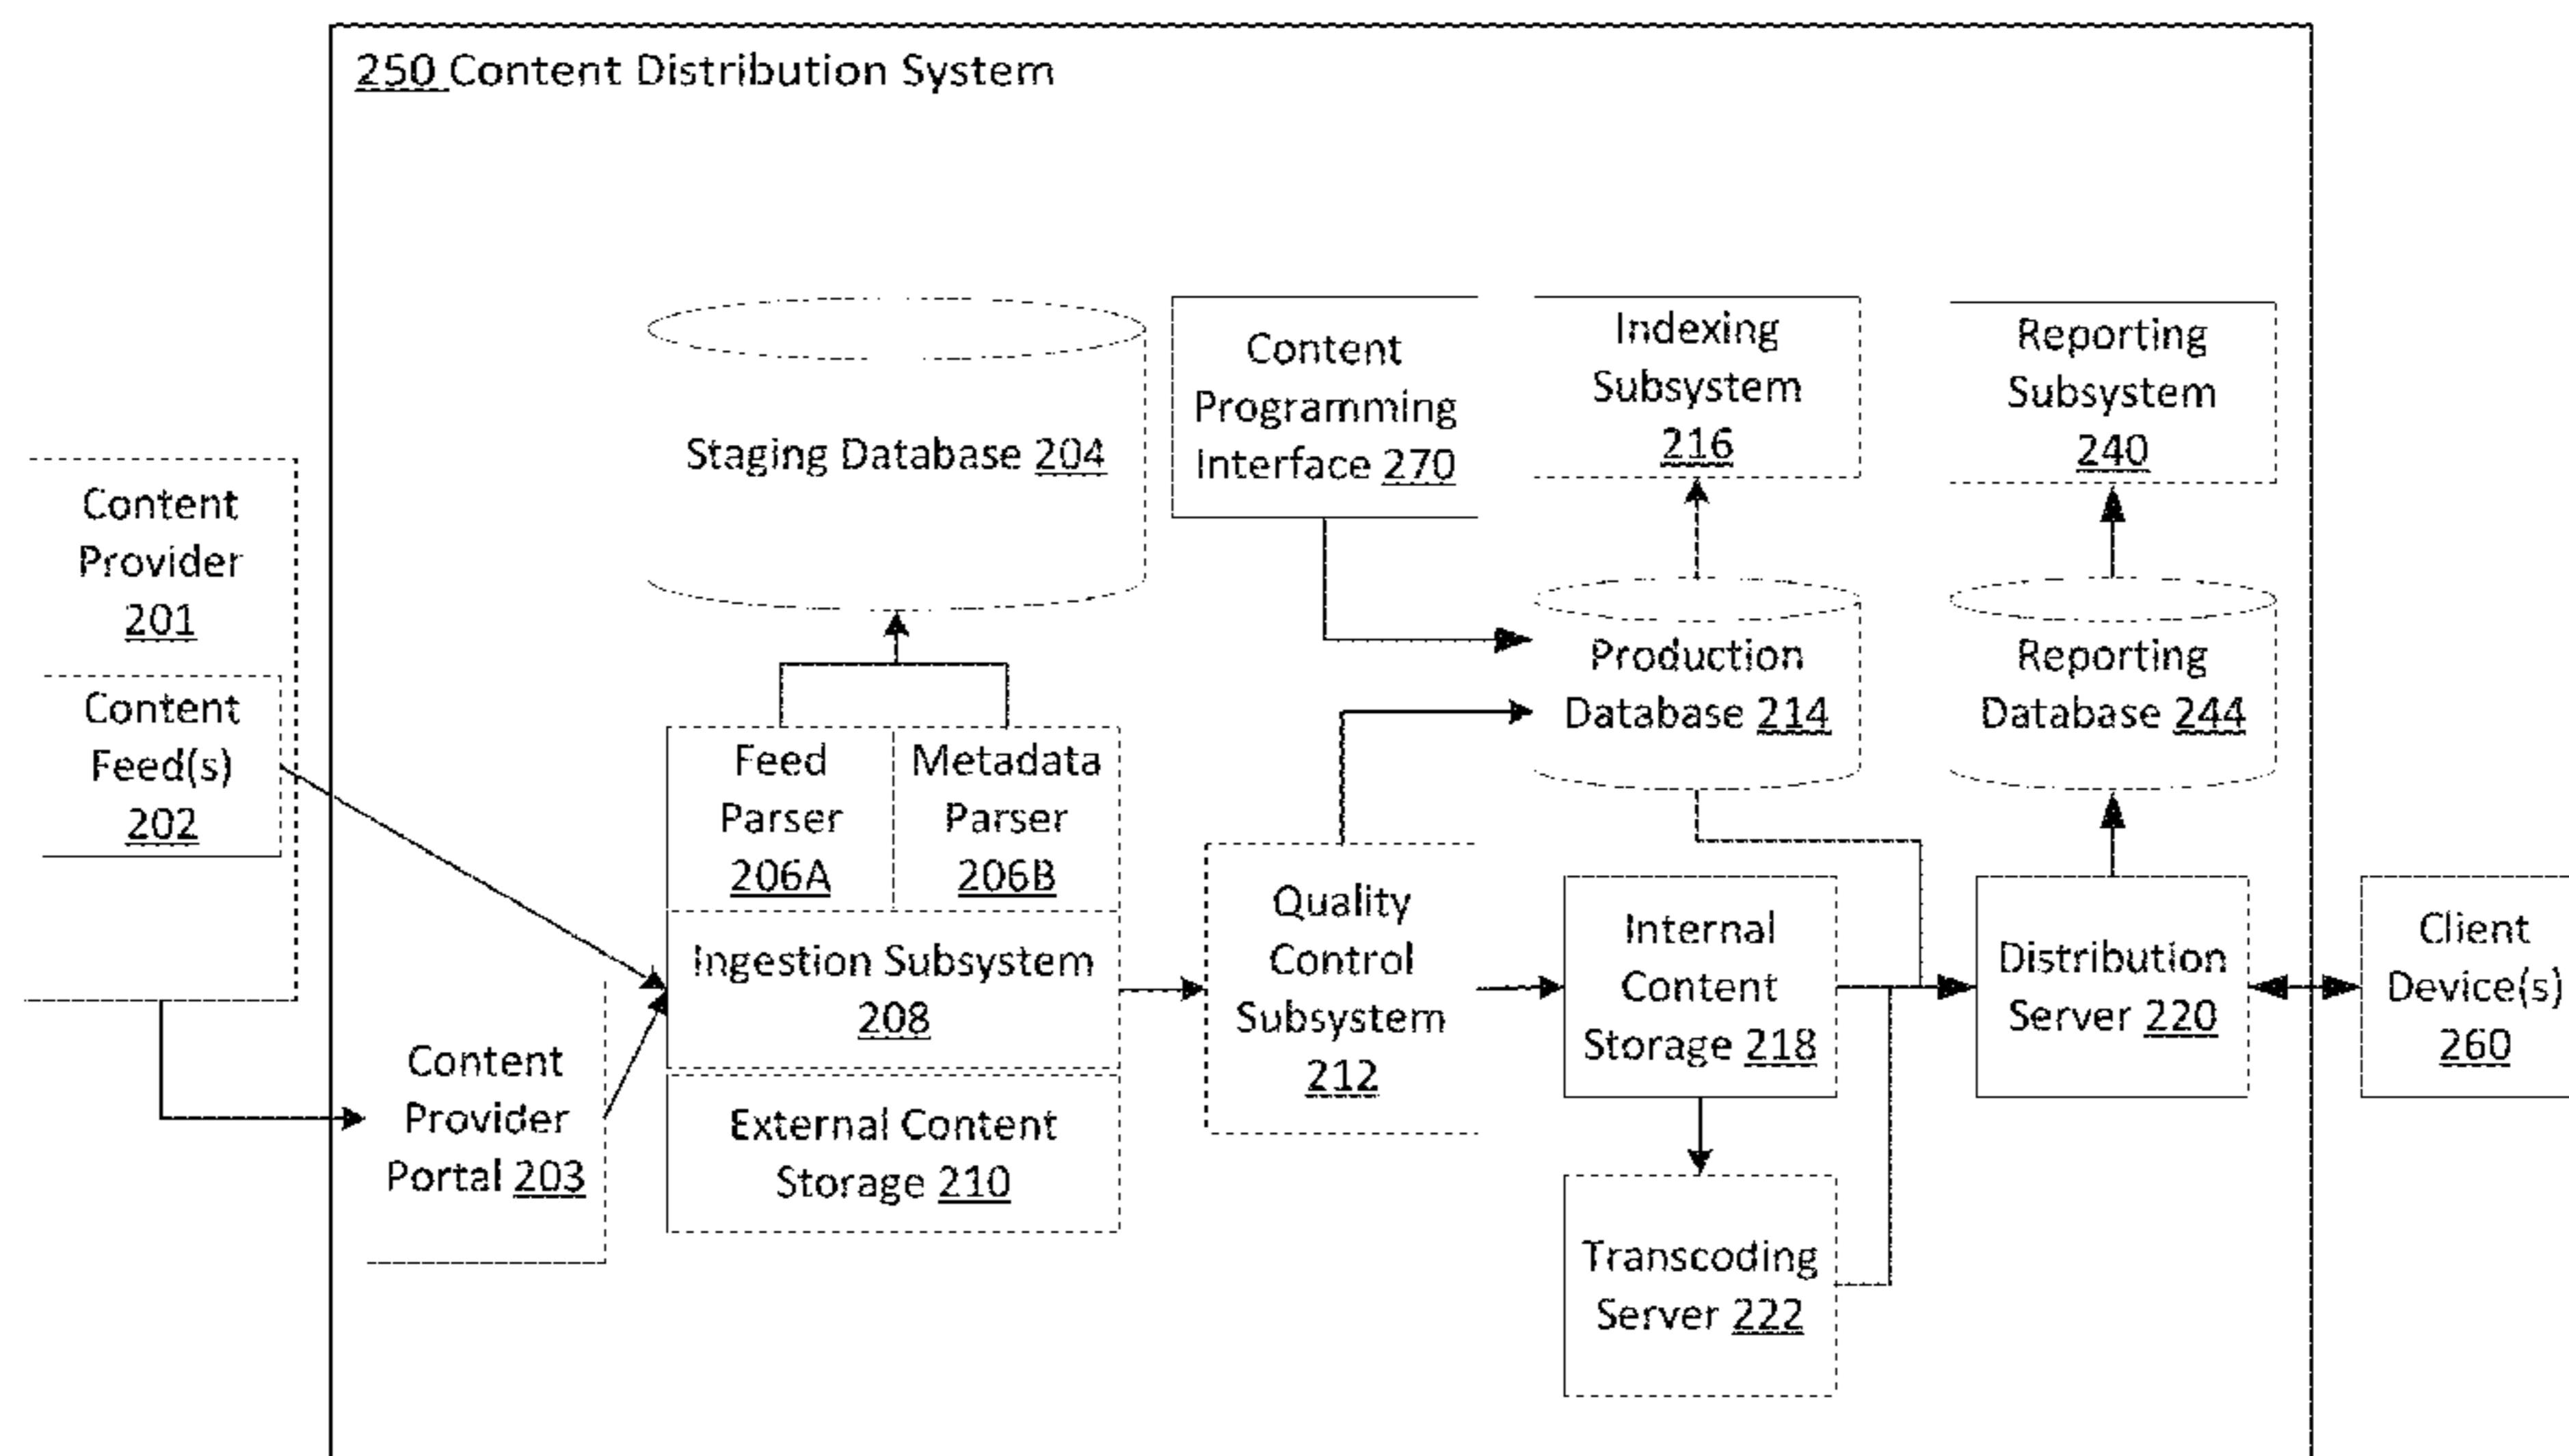 250 Content Distribution System
Content
Provider
201
Content
Feed(s)
202
Content
Provider
Portal 203
Staging Database 204
Feed
Parser
206A
Metadata
Parser
206B
Ingestion Subsystem
208
External Content
Storage 210
Content
Programming
Interface 270
Quality
Control
Subsystem
212
Indexing
Subsystem
216
Production
Database 214
Internal
Content
Storage 218
Transcoding
Server 222
Reporting
Subsystem
240
Reporting
Database 244
Distribution
Server 220
Client
Device(s)
260